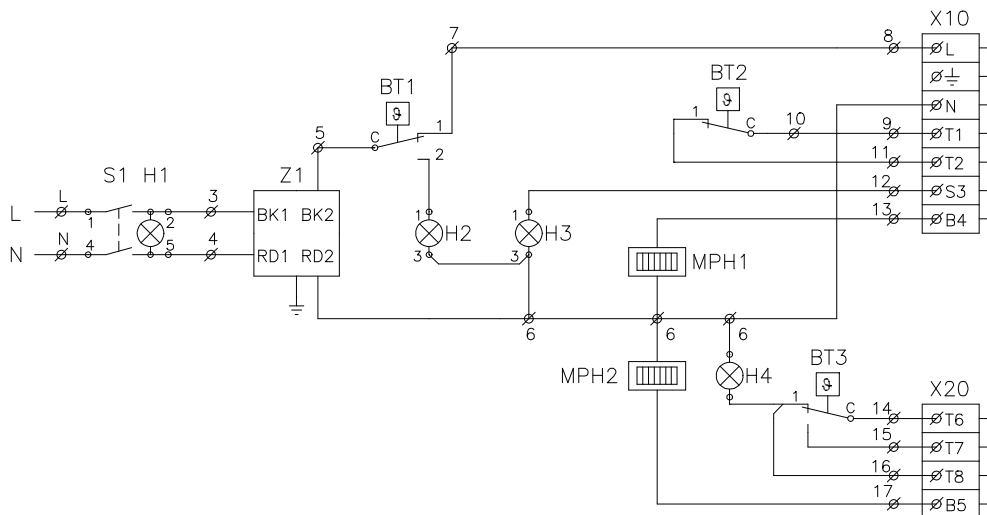 X10
7
8
L
BT1
BT2
ϑ
ϑ
N
5
C
1
1
C
10
9
T1
2
11
T2
S1 H1
Z1
12
S3
L
L
1
2
3
BK1 BK2
1
H2
1
H3
13
B4
N
N
4
5
4
RD1 RD2
3
3
MPH1
6
6
6
MPH2
H4
BT3
ϑ
X20
1
C
14
T6
15
T7
16
T8
17
B5